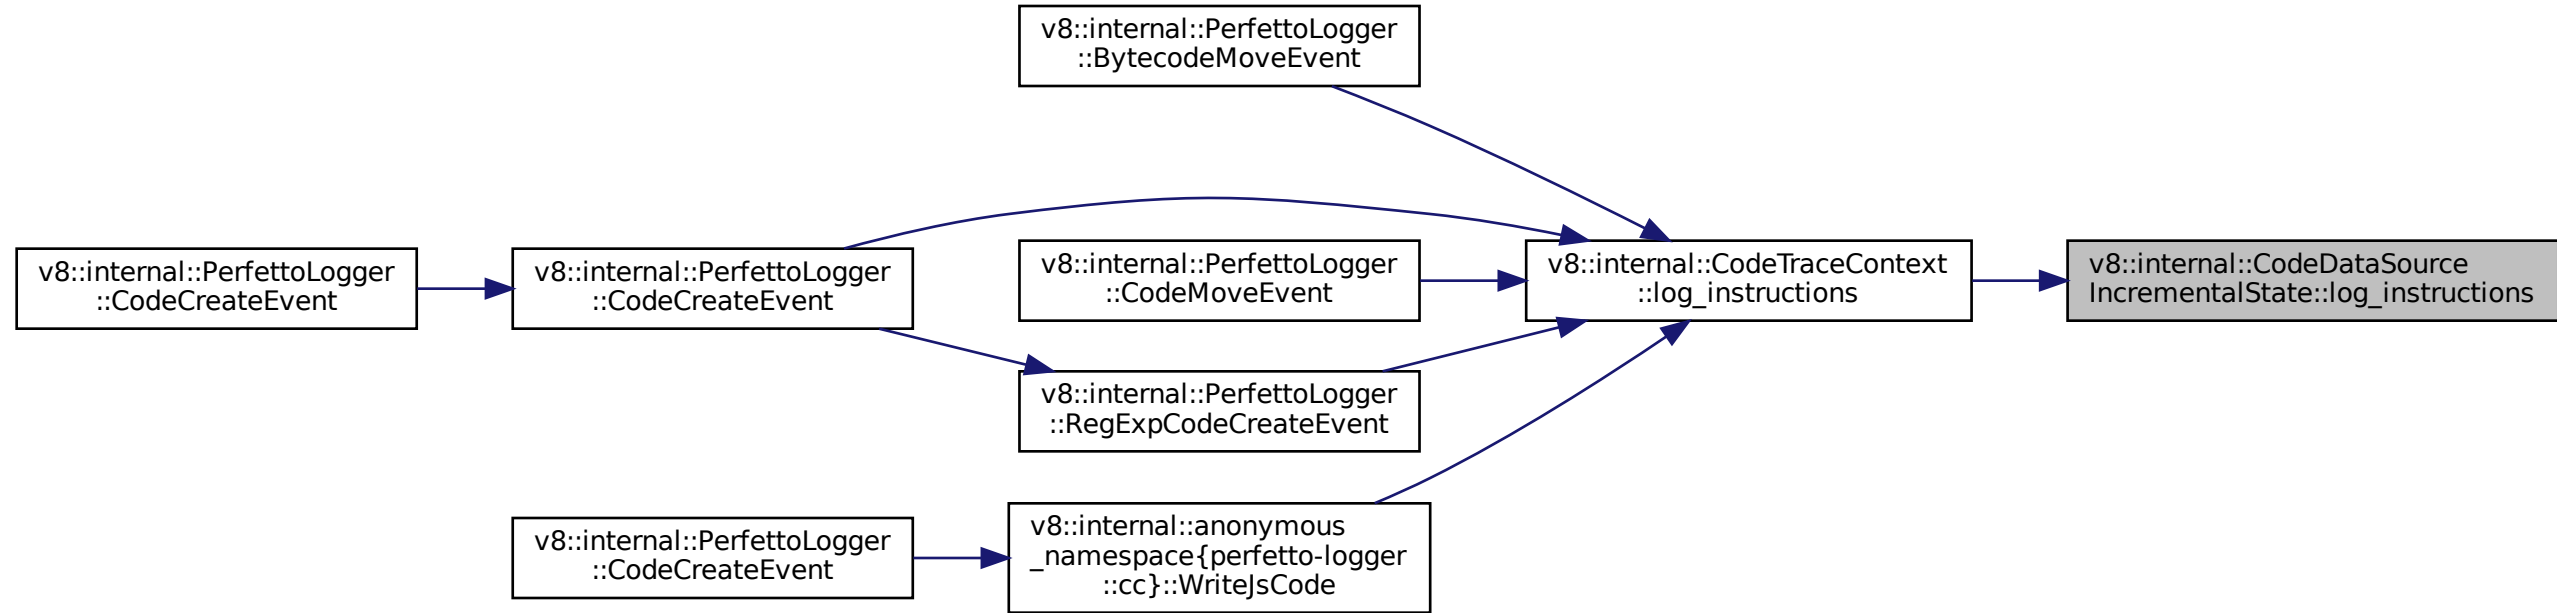 v8::internal::PerfettoLogger
::BytecodeMoveEvent
v8::internal::PerfettoLogger
::CodeCreateEvent
v8::internal::PerfettoLogger
::CodeCreateEvent
v8::internal::PerfettoLogger
::CodeMoveEvent
v8::internal::CodeTraceContext
::log_instructions
v8::internal::CodeDataSource
IncrementalState::log_instructions
v8::internal::PerfettoLogger
::RegExpCodeCreateEvent
v8::internal::PerfettoLogger
::CodeCreateEvent
v8::internal::anonymous
_namespace{perfetto-logger
::cc}::WriteJsCode